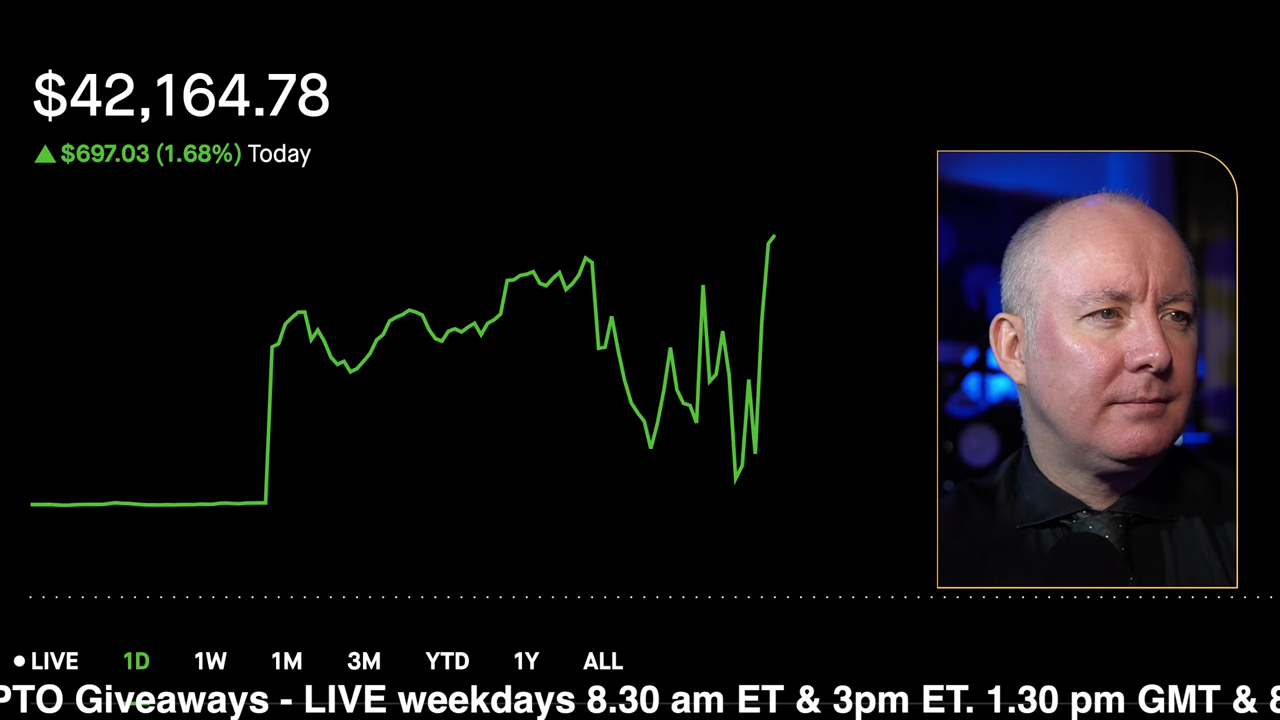 $42,164.78
▲ $697.03 (1.68%) Today
LIVE 1D 1W 1M 3M YTD 1Y ALL
PTO Giveaways - LIVE weekdays 8.30 am ET & 3pm ET. 1.30 pm GMT & 8